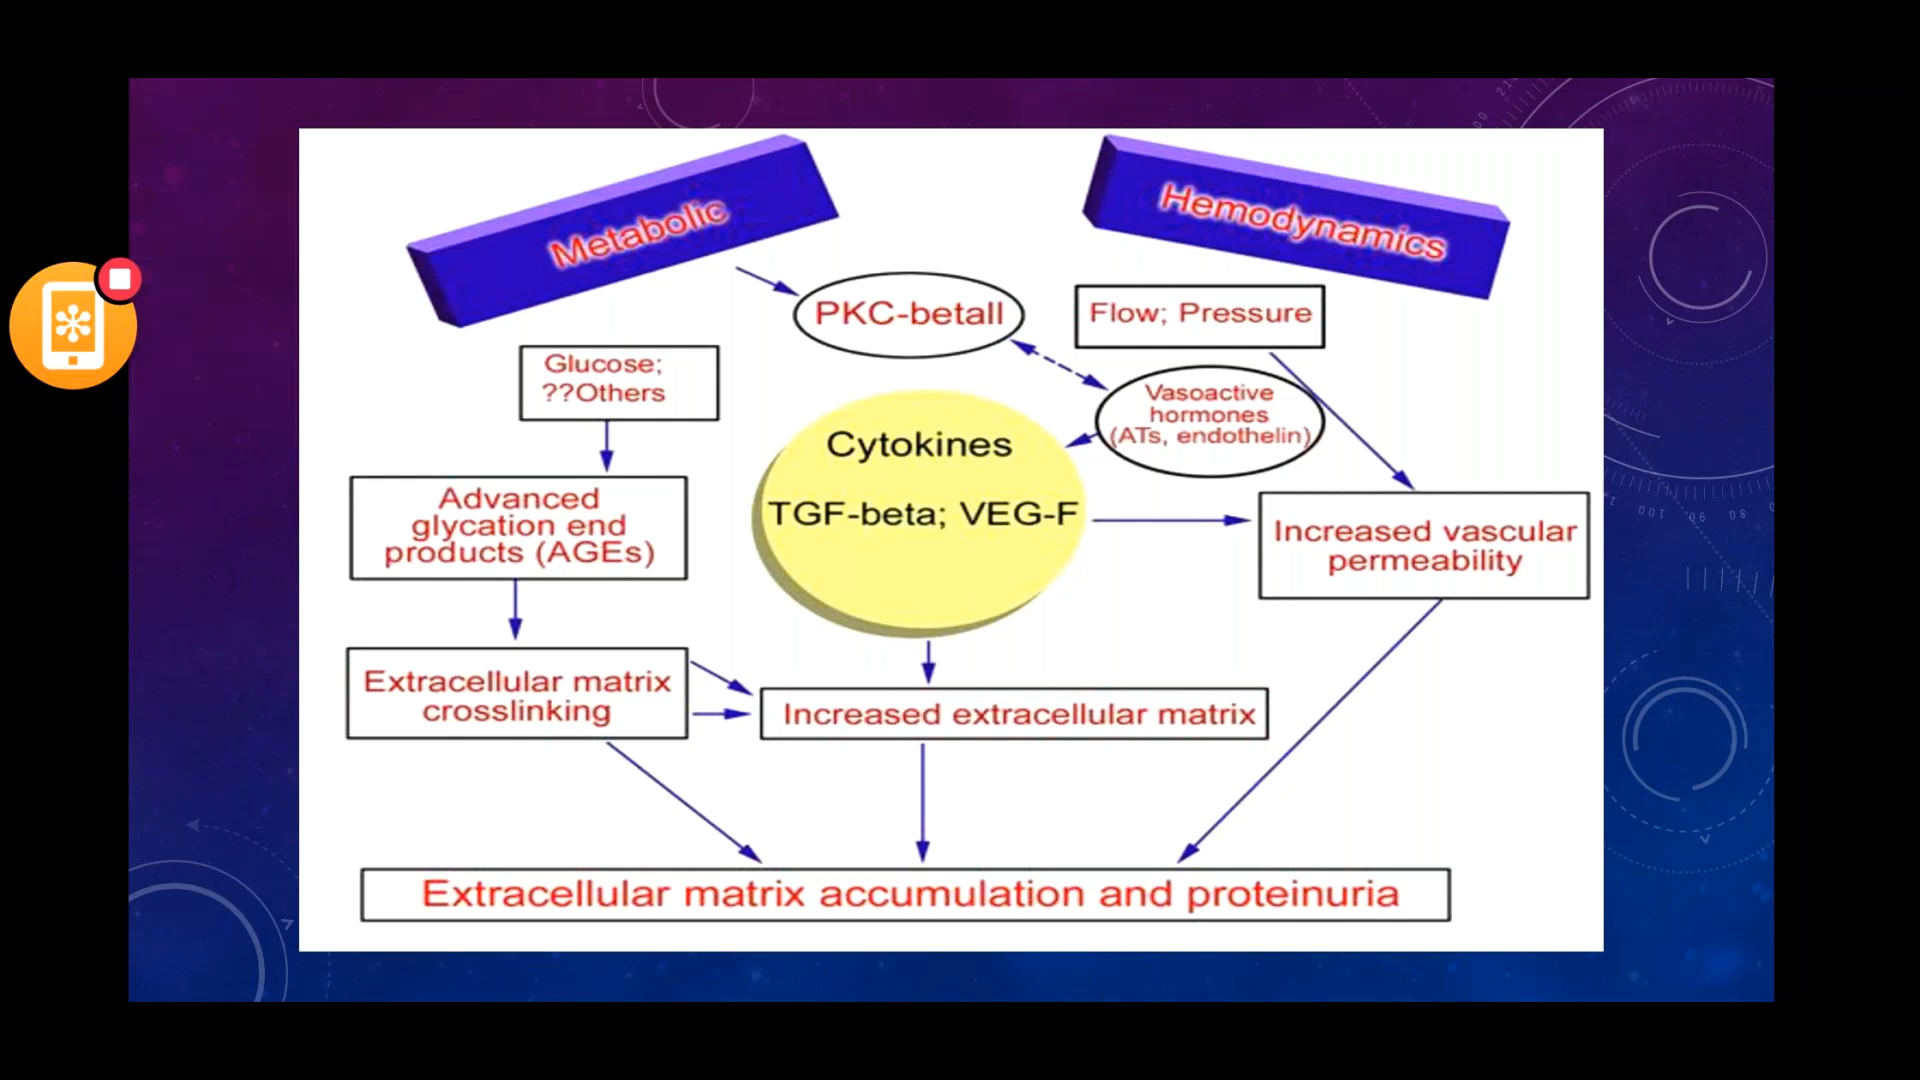 Metabolic
Hemodynamics
PKC-betaII
Flow; Pressure
Glucose;
??Others
Vasoactive
hormones
(ATs, endothelin)
Cytokines
TGF-beta; VEG-F
Advanced
glycation end
products (AGEs)
Increased vascular
permeability
Extracellular matrix
crosslinking
Increased extracellular matrix
Extracellular matrix accumulation and proteinuria